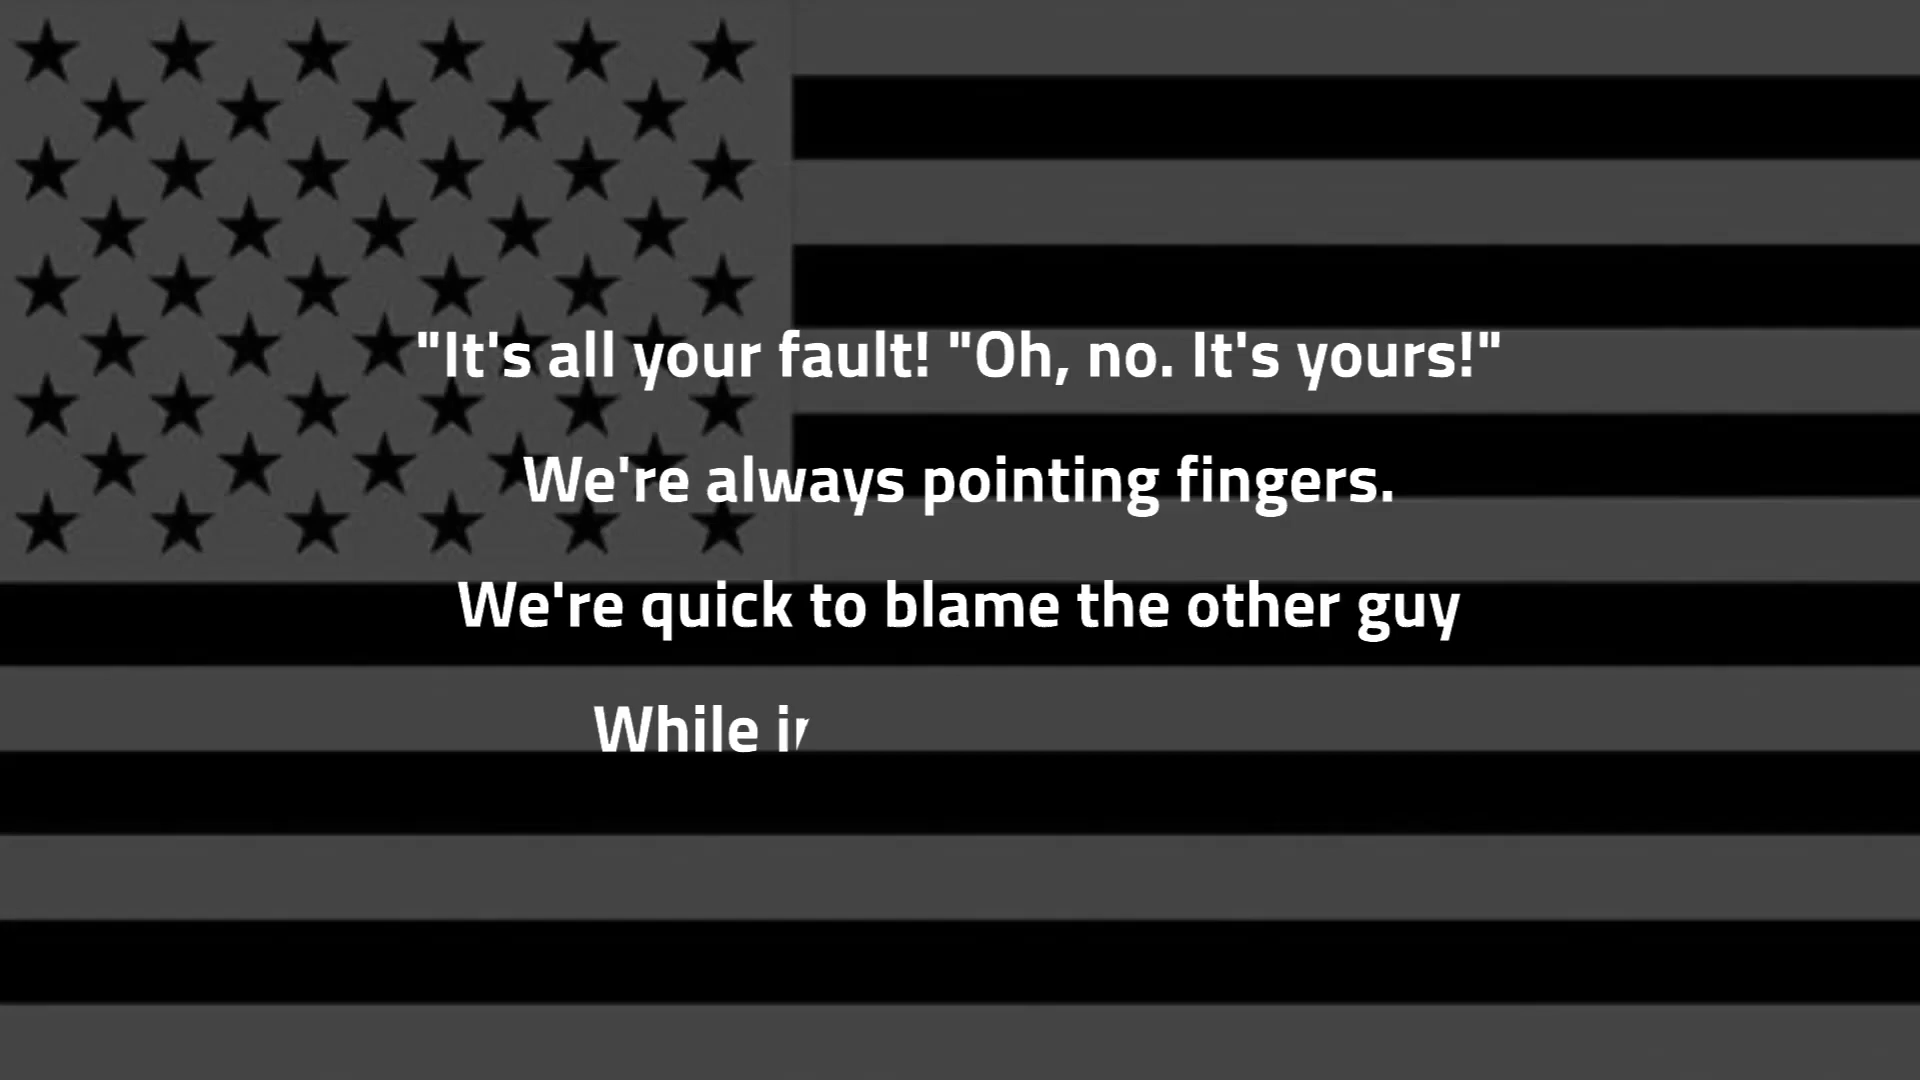 "It's all your fault! "Oh, no. It's yours!"
We're always pointing fingers.
We're quick to blame the other guy
While